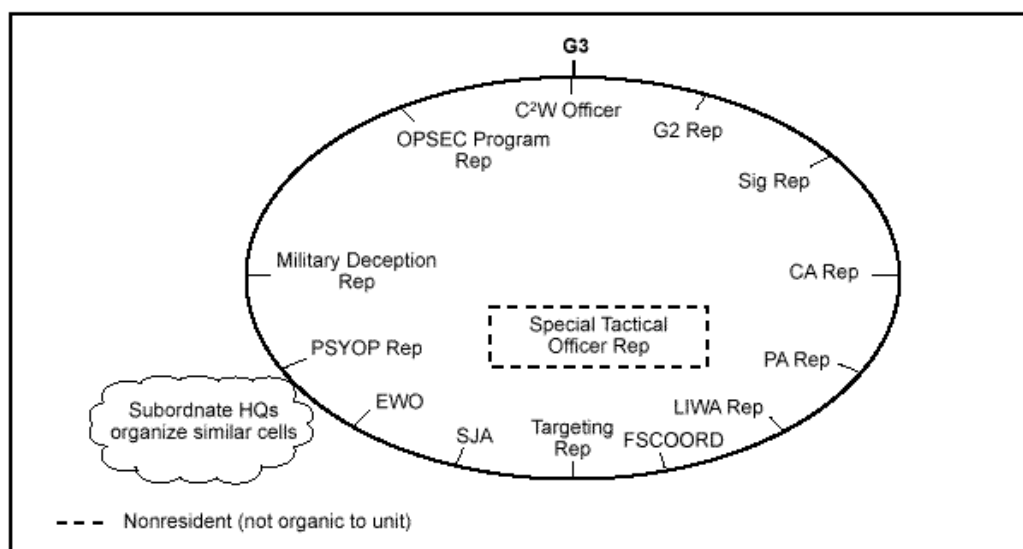 G3
C²W Officer
OPSEC Program
Rep
G2 Rep
Sig Rep
Military Deception
Rep
CA Rep
Special Tactical
Officer Rep
PSYOP Rep
PA Rep
EWO
LIWA Rep
SJA
Targeting
Rep
FSCOORD
Subordnate HQs
organize similar cells
Nonresident (not organic to unit)